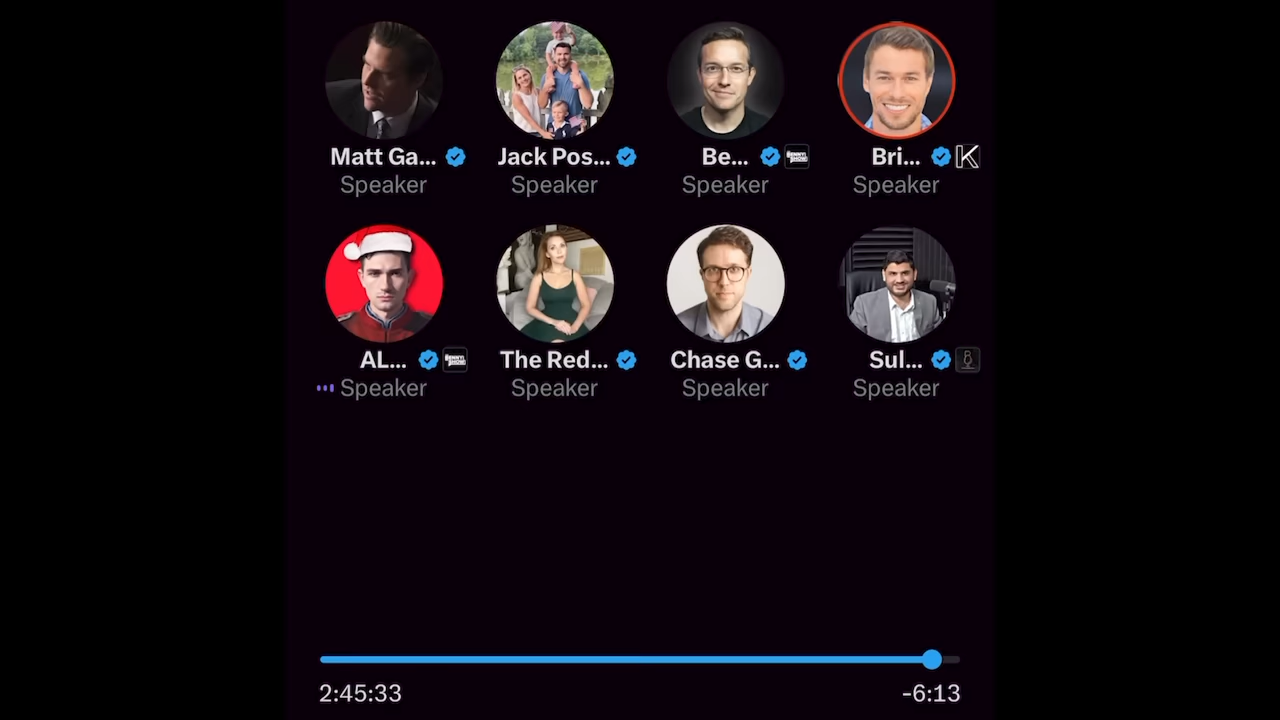 Matt Ga... Jack Pos... Be... Bri...
Speaker Speaker Speaker Speaker
AL... The Red... Chase G... Sul...
Speaker Speaker Speaker Speaker
2:45:33 -6:13